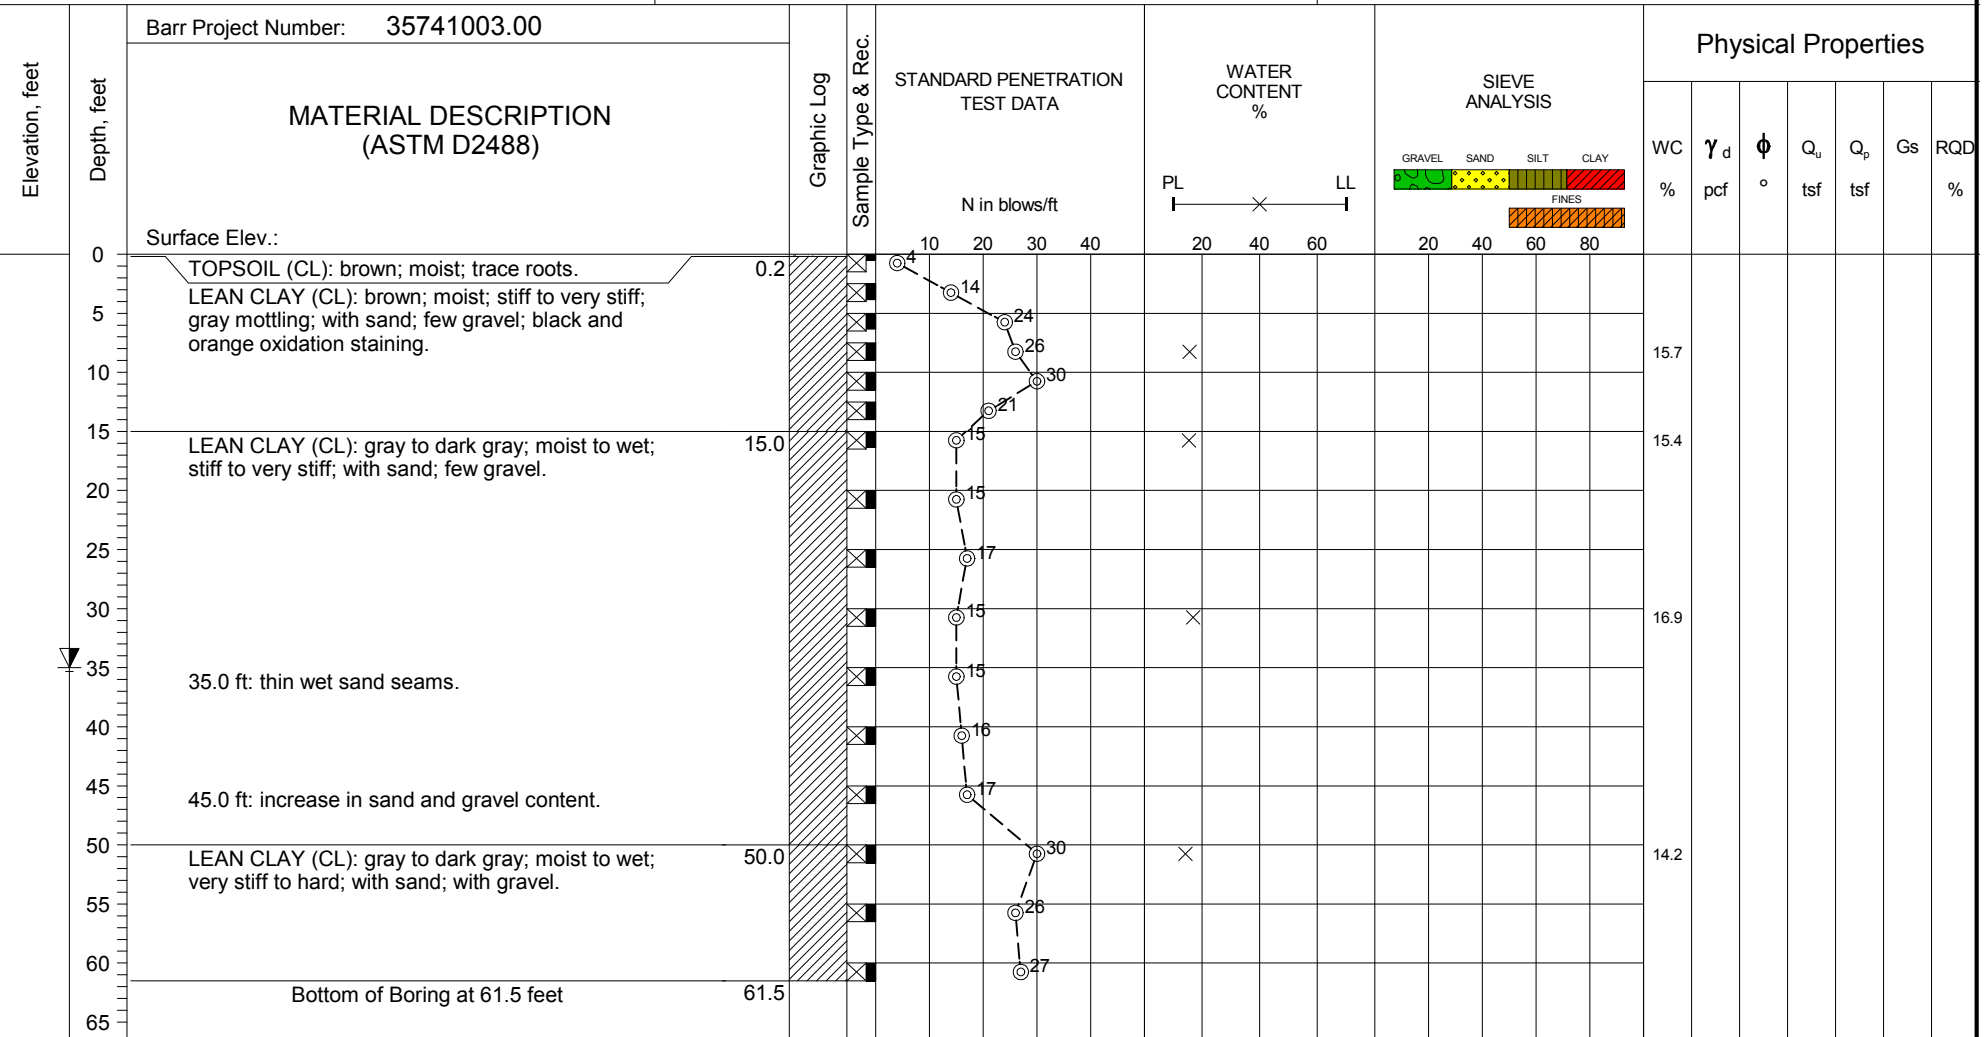 Barr Project Number: 35741003.00
Elevation, feet
Depth, feet
MATERIAL DESCRIPTION
(ASTM D2488)
Surface Elev.:
Graphic Log
Sample Type & Rec.
STANDARD PENETRATION
TEST DATA
N in blows/ft
10 20 30 40
WATER
CONTENT
%
PL LL
20 40 60
SIEVE
ANALYSIS
GRAVEL SAND SILT CLAY
FINES
20 40 60 80
Physical Properties
WC γd ϕ Qu Qp Gs RQD
% pcf ° tsf tsf %
0
TOPSOIL (CL): brown; moist; trace roots. 0.2
4
LEAN CLAY (CL): brown; moist; stiff to very stiff;
14
gray mottling; with sand; few gravel; black and
5
24
orange oxidation staining.
26
15.7
10
30
21
15
LEAN CLAY (CL): gray to dark gray; moist to wet; 15.0
15
15.4
stiff to very stiff; with sand; few gravel.
20
15
25
17
30
15
16.9
35
15
35.0 ft: thin wet sand seams.
40
16
45
17
45.0 ft: increase in sand and gravel content.
50
30
LEAN CLAY (CL): gray to dark gray; moist to wet; 50.0
14.2
very stiff to hard; with sand; with gravel.
55
26
60
27
Bottom of Boring at 61.5 feet 61.5
65